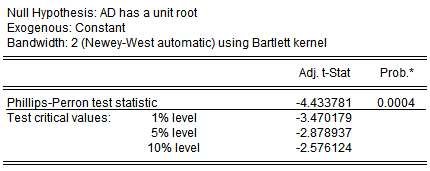 Null Hypothesis: AD has a unit root
Exogenous: Constant
Bandwidth: 2 (Newey-West automatic) using Bartlett kernel
Adj. t-Stat Prob.*
Phillips-Perron test statistic -4.433781 0.0004
Test critical values: 1% level -3.470179
5% level -2.878937
10% level -2.576124